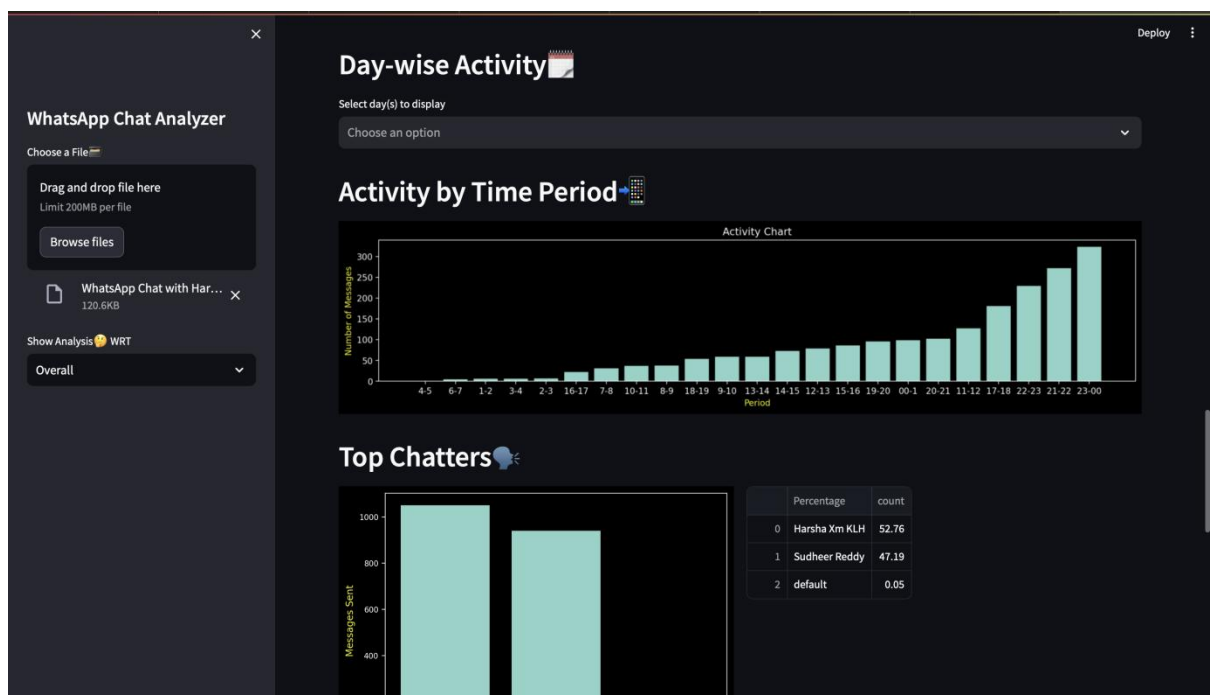 Deploy
WhatsApp Chat Analyzer
Choose a File
Drag and drop file here
Limit 200MB per file
Browse files
WhatsApp Chat with Har...
120.6KB
Show Analysis WRT
Overall
Day-wise Activity
Select day(s) to display
Choose an option
Activity by Time Period
Activity Chart
Number of Messages
300
250
200
150
100
50
0
4-5 6-7 1-2 3-4 2-3 16-17 7-8 10-11 8-9 18-19 9-10 13-14 14-15 12-13 15-16 19-20 00-1 20-21 11-12 17-18 22-23 21-22 23-00
Period
Top Chatters
Messages Sent
1000
800
600
400
Percentage count
0 Harsha Xm KLH 52.76
1 Sudheer Reddy 47.19
2 default 0.05